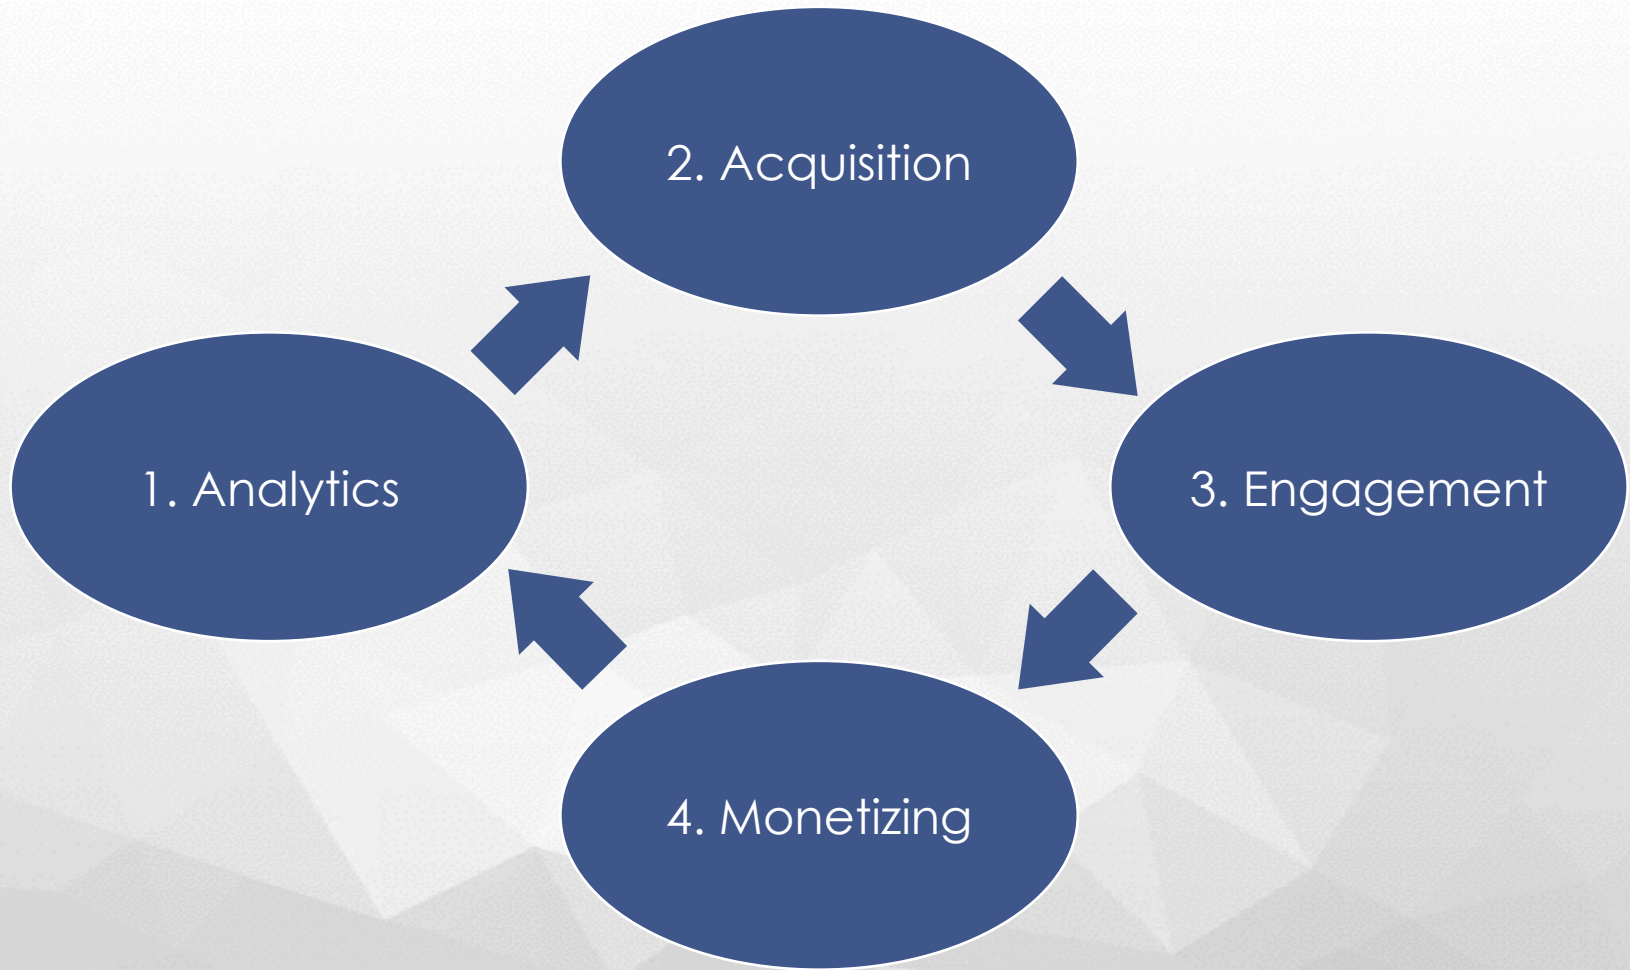 2. Acquisition
1. Analytics
3. Engagement
4. Monetizing